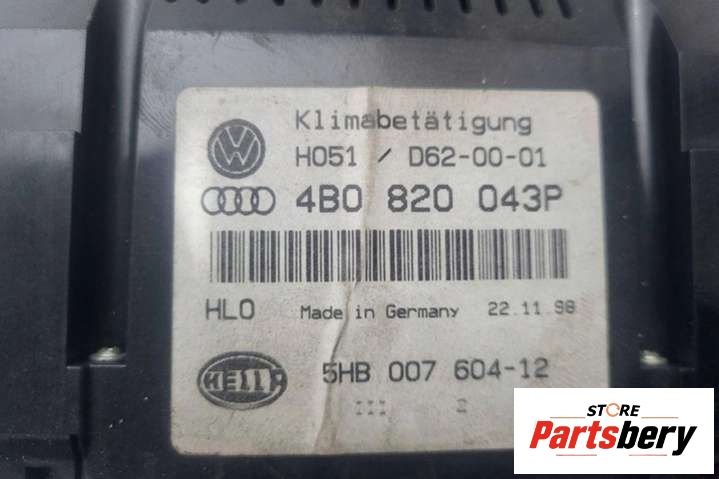 Klimabetätigung
H051 / D62-00-01
4B0 820 043P
HLO Made in Germany 22.11.98
HELLA 5HB 007 604-12
STORE
Partsbery